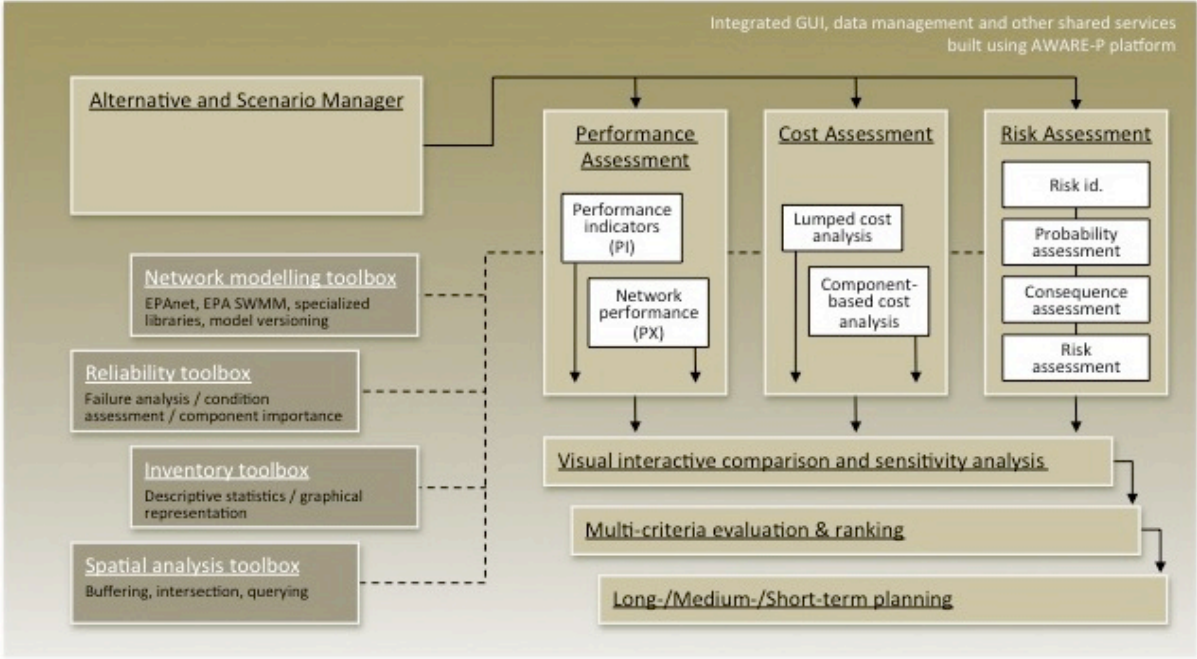 Integrated GUI, data management and other shared services
built using AWARE-P platform
Alternative and Scenario Manager
Performance
Assessment
Performance
indicators
(PI)
Network
performance
(PX)
Cost Assessment
Lumped cost
analysis
Component-
based cost
analysis
Risk Assessment
Risk id.
Probability
assessment
Consequence
assessment
Risk
assessment
Network modelling toolbox
EPAnet, EPA SWMM, specialized
libraries, model versioning
Reliability toolbox
Failure analysis / condition
assessment / component importance
Inventory toolbox
Descriptive statistics / graphical
representation
Spatial analysis toolbox
Buffering, intersection, querying
Visual interactive comparison and sensitivity analysis
Multi-criteria evaluation & ranking
Long-/Medium-/Short-term planning